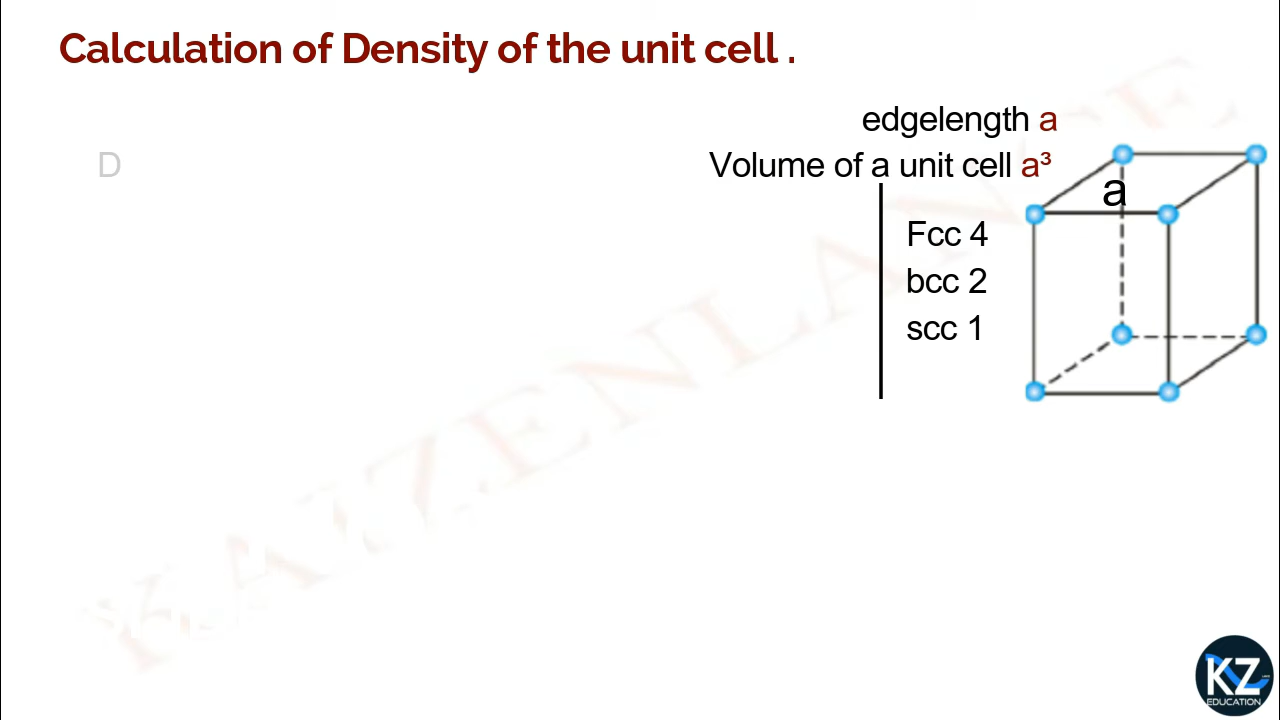 Calculation of Density of the unit cell .
edgelength a
D
Volume of a unit cell a³
a
Fcc 4
bcc 2
scc 1
KAIZENLANCE
KZ
EDUCATION